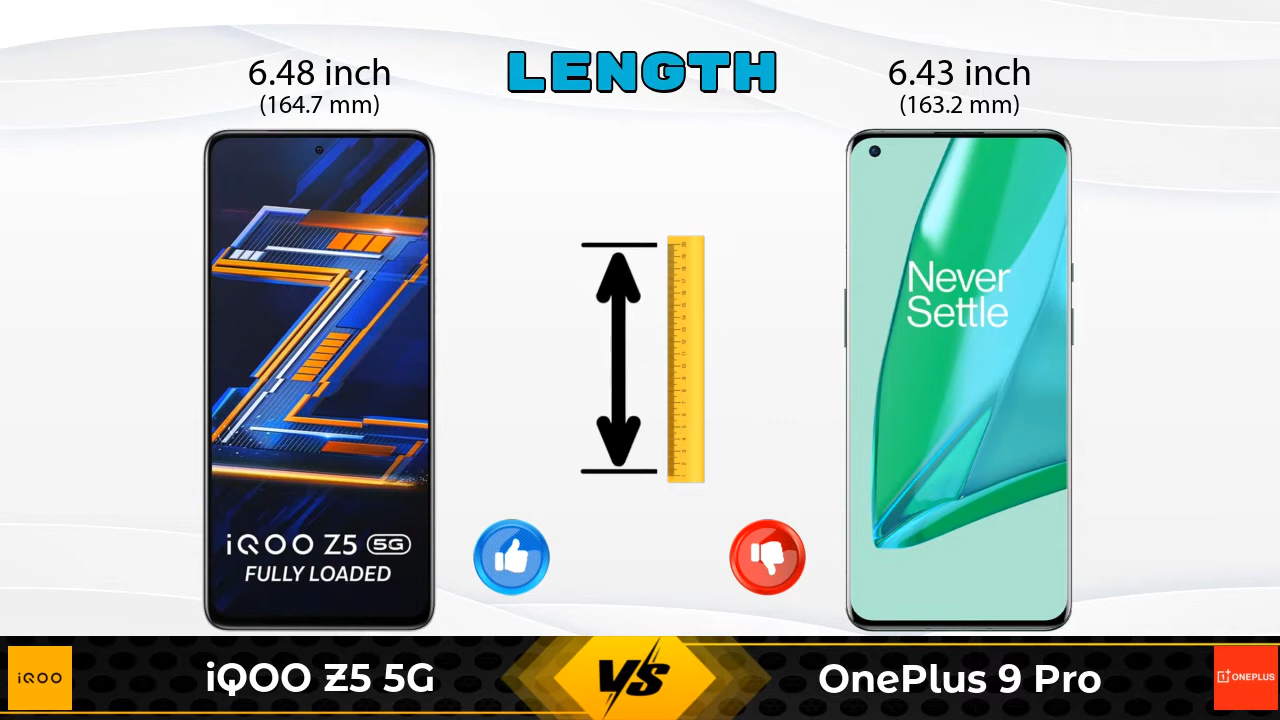 LENGTH
6.48 inch
(164.7 mm)
6.43 inch
(163.2 mm)
Never
Settle
iQOO Z5 5G
FULLY LOADED
iQOO
iQOO Z5 5G
VS
OnePlus 9 Pro
1+ ONEPLUS